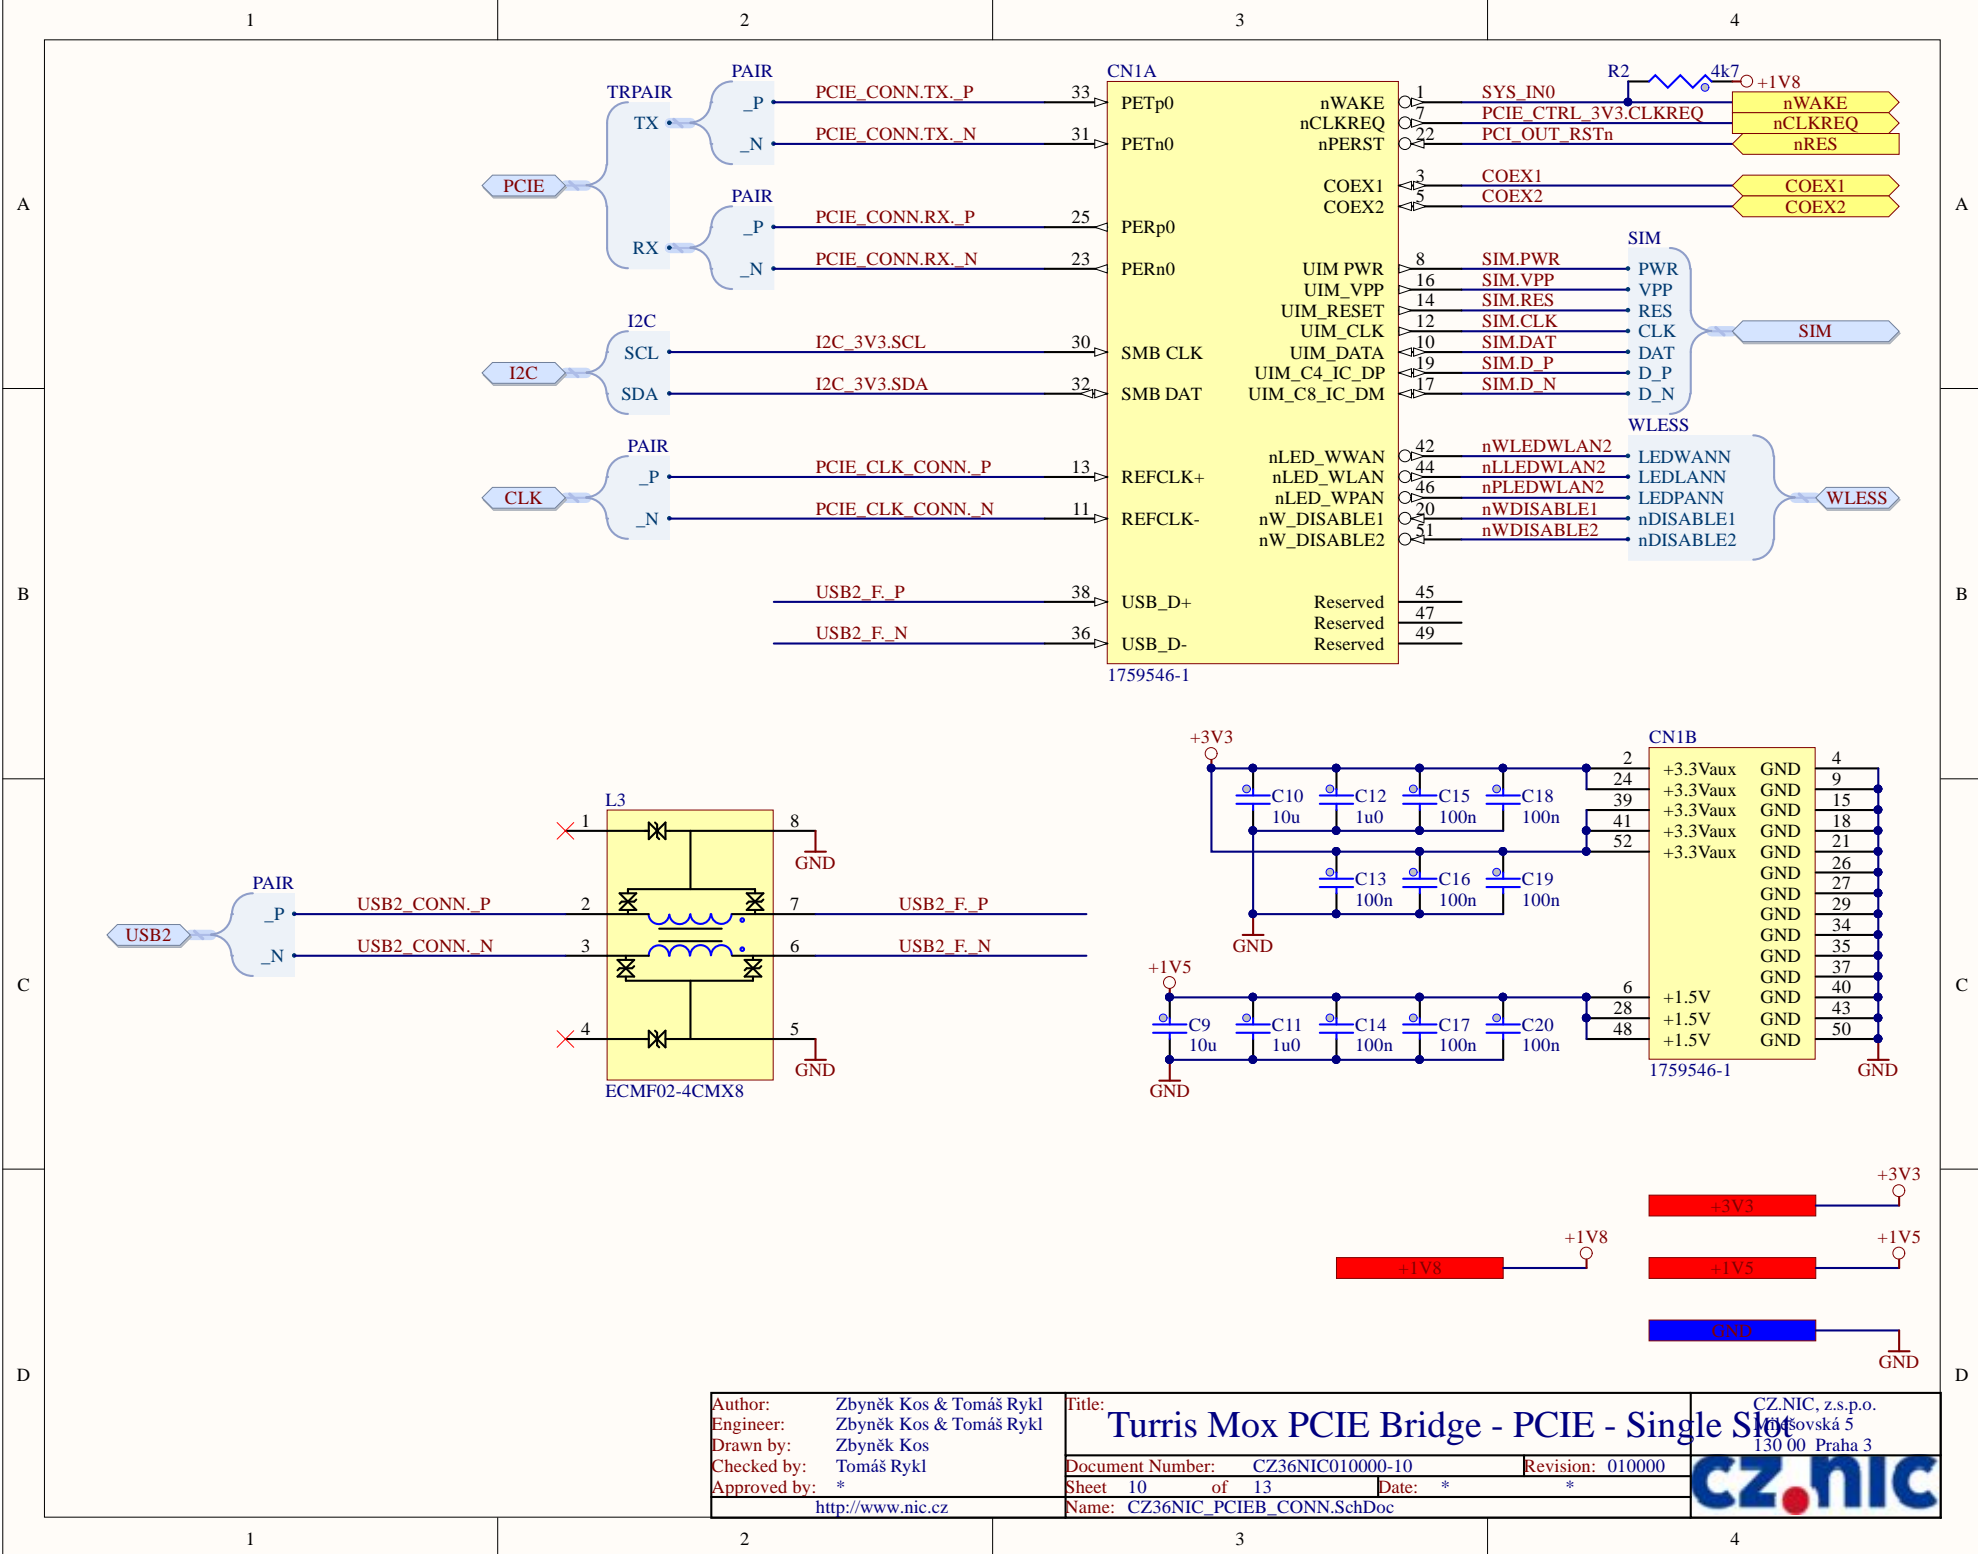 1 2 3 4
A
B
C
D
A
B
C
D
PCIE
TRPAIR
TX
RX
PAIR
_P
_N
PAIR
_P
_N
PCIE_CONN.TX._P 33
PCIE_CONN.TX._N 31
PCIE_CONN.RX._P 25
PCIE_CONN.RX._N 23
I2C
I2C
SCL
SDA
I2C_3V3.SCL 30
I2C_3V3.SDA 32
CLK
PAIR
_P
_N
PCIE_CLK_CONN._P 13
PCIE_CLK_CONN._N 11
USB2_F._P 38
USB2_F._N 36
CN1A
PETp0
PETn0
PERp0
PERn0
SMB CLK
SMB DAT
REFCLK+
REFCLK-
USB_D+
USB_D-
1759546-1
R2 4k7 +1V8
nWAKE 1 SYS_IN0 nWAKE
nCLKREQ 7 PCIE_CTRL_3V3.CLKREQ nCLKREQ
nPERST 22 PCI_OUT_RSTn nRES
COEX1 3 COEX1 COEX1
COEX2 5 COEX2 COEX2
SIM
UIM PWR 8 SIM.PWR PWR
UIM_VPP 16 SIM.VPP VPP
UIM_RESET 14 SIM.RES RES
UIM_CLK 12 SIM.CLK CLK SIM
UIM_DATA 10 SIM.DAT DAT
UIM_C4_IC_DP 19 SIM.D_P D_P
UIM_C8_IC_DM 17 SIM.D_N D_N
WLESS
nLED_WWAN 42 nWLEDWLAN2 LEDWANN
nLED_WLAN 44 nLLEDWLAN2 LEDLANN
nLED_WPAN 46 nPLEDWLAN2 LEDPANN WLESS
nW_DISABLE1 20 nWDISABLE1 nDISABLE1
nW_DISABLE2 51 nWDISABLE2 nDISABLE2
Reserved 45
Reserved 47
Reserved 49
USB2
PAIR
_P
_N
USB2_CONN._P
USB2_CONN._N
L3
1 8
GND
2 7
3 6
4 5
GND
ECMF02-4CMX8
USB2_F._P
USB2_F._N
+3V3
C10 C12 C15 C18
10u 1u0 100n 100n
C13 C16 C19
100n 100n 100n
GND
+1V5
C9 C11 C14 C17 C20
10u 1u0 100n 100n 100n
GND
CN1B
2 +3.3Vaux GND 4
24 +3.3Vaux GND 9
39 +3.3Vaux GND 15
41 +3.3Vaux GND 18
52 +3.3Vaux GND 21
GND 26
GND 27
GND 29
GND 34
GND 35
GND 37
6 +1.5V GND 40
28 +1.5V GND 43
48 +1.5V GND 50
1759546-1
GND
+3V3
+3V3
+1V8
+1V8
+1V5
+1V5
GND
GND
Author: Zbyněk Kos & Tomáš Rykl
Engineer: Zbyněk Kos & Tomáš Rykl
Drawn by: Zbyněk Kos
Checked by: Tomáš Rykl
Approved by: *
http://www.nic.cz
Title: Turris Mox PCIE Bridge - PCIE - Single Slot
Document Number: CZ36NIC010000-10 Revision: 010000
Sheet 10 of 13 Date: * *
Name: CZ36NIC_PCIEB_CONN.SchDoc
CZ.NIC, z.s.p.o.
Milešovská 5
130 00 Praha 3
cz.nic
1 2 3 4